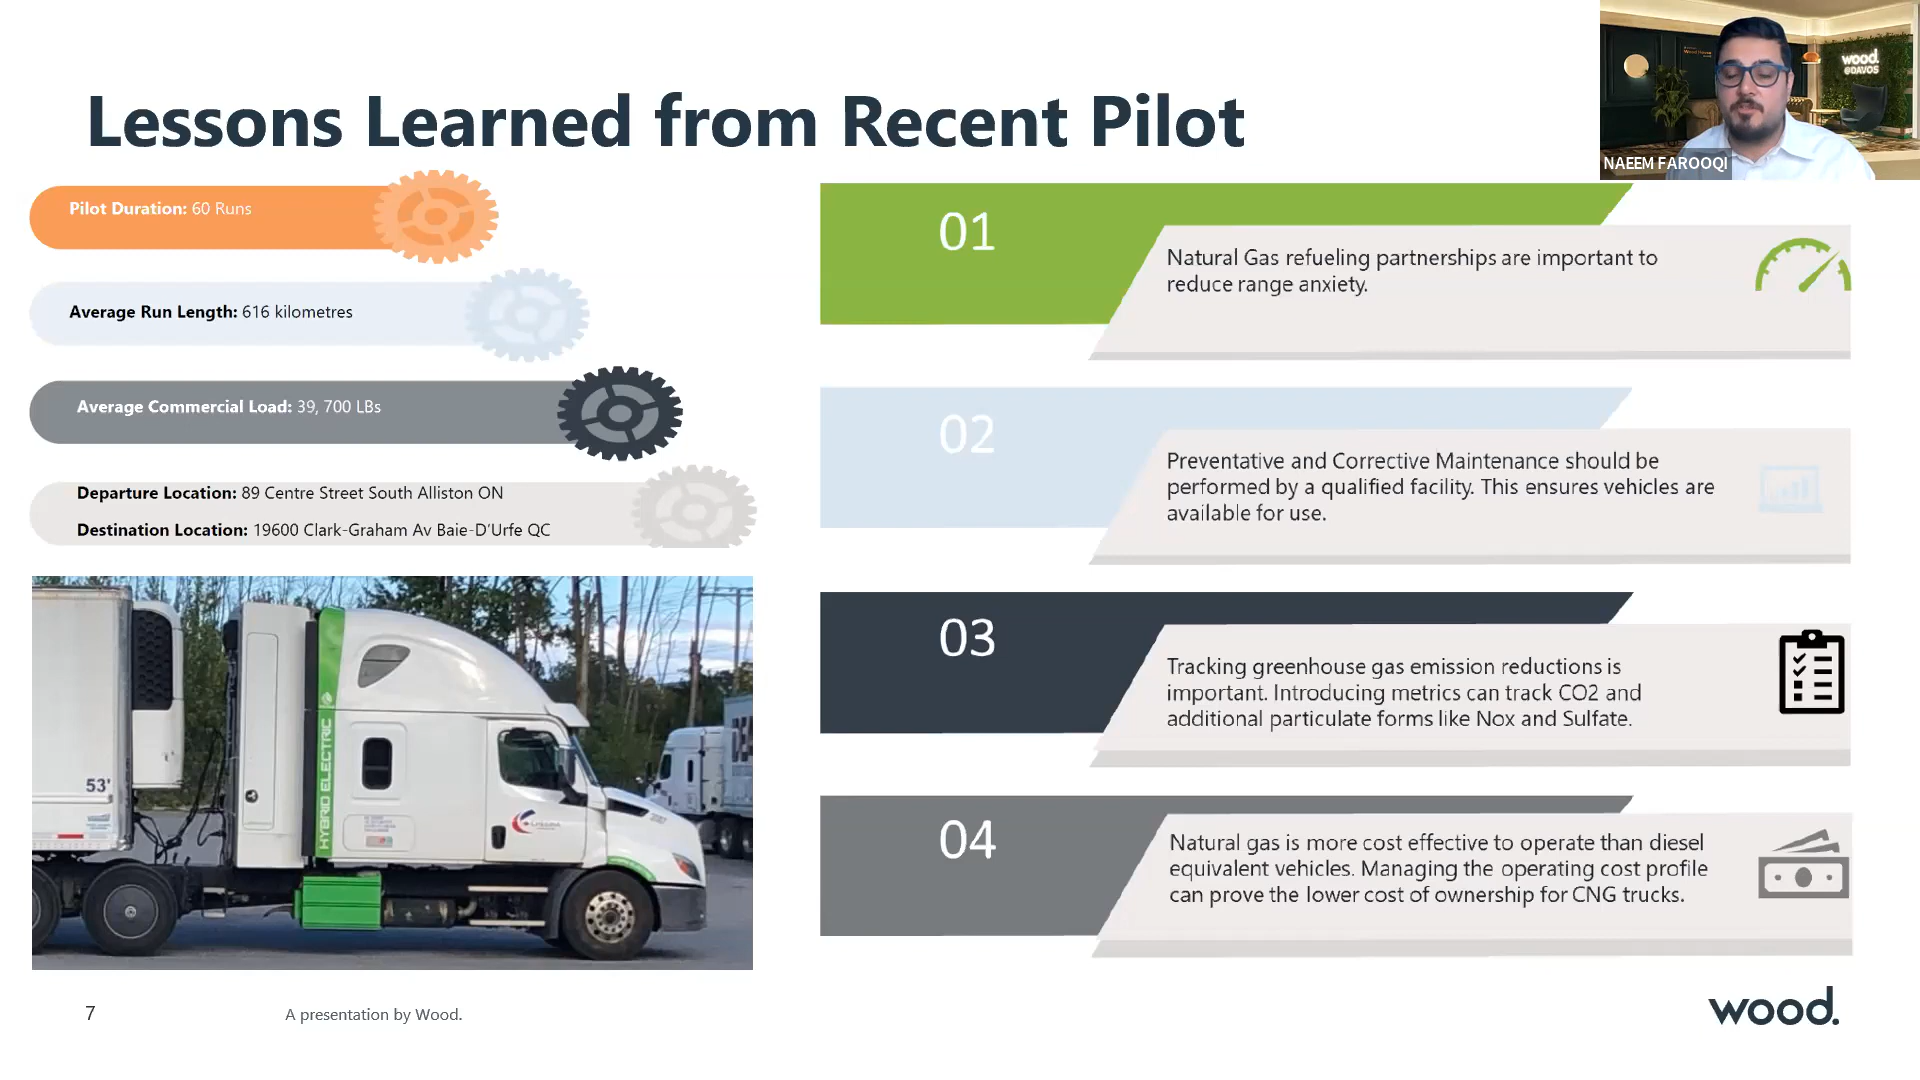 Lessons Learned from Recent Pilot
wood.
@DAVOS
NAEEM FAROOQI
Pilot Duration: 60 Runs
Average Run Length: 616 kilometres
Average Commercial Load: 39, 700 LBs
Departure Location: 89 Centre Street South Alliston ON
Destination Location: 19600 Clark-Graham Av Baie-D'Urfe QC
53'
HYBRID ELECTRIC
01
Natural Gas refueling partnerships are important to
reduce range anxiety.
02
Preventative and Corrective Maintenance should be
performed by a qualified facility. This ensures vehicles are
available for use.
03
Tracking greenhouse gas emission reductions is
important. Introducing metrics can track CO2 and
additional particulate forms like Nox and Sulfate.
04
Natural gas is more cost effective to operate than diesel
equivalent vehicles. Managing the operating cost profile
can prove the lower cost of ownership for CNG trucks.
7
A presentation by Wood.
wood.